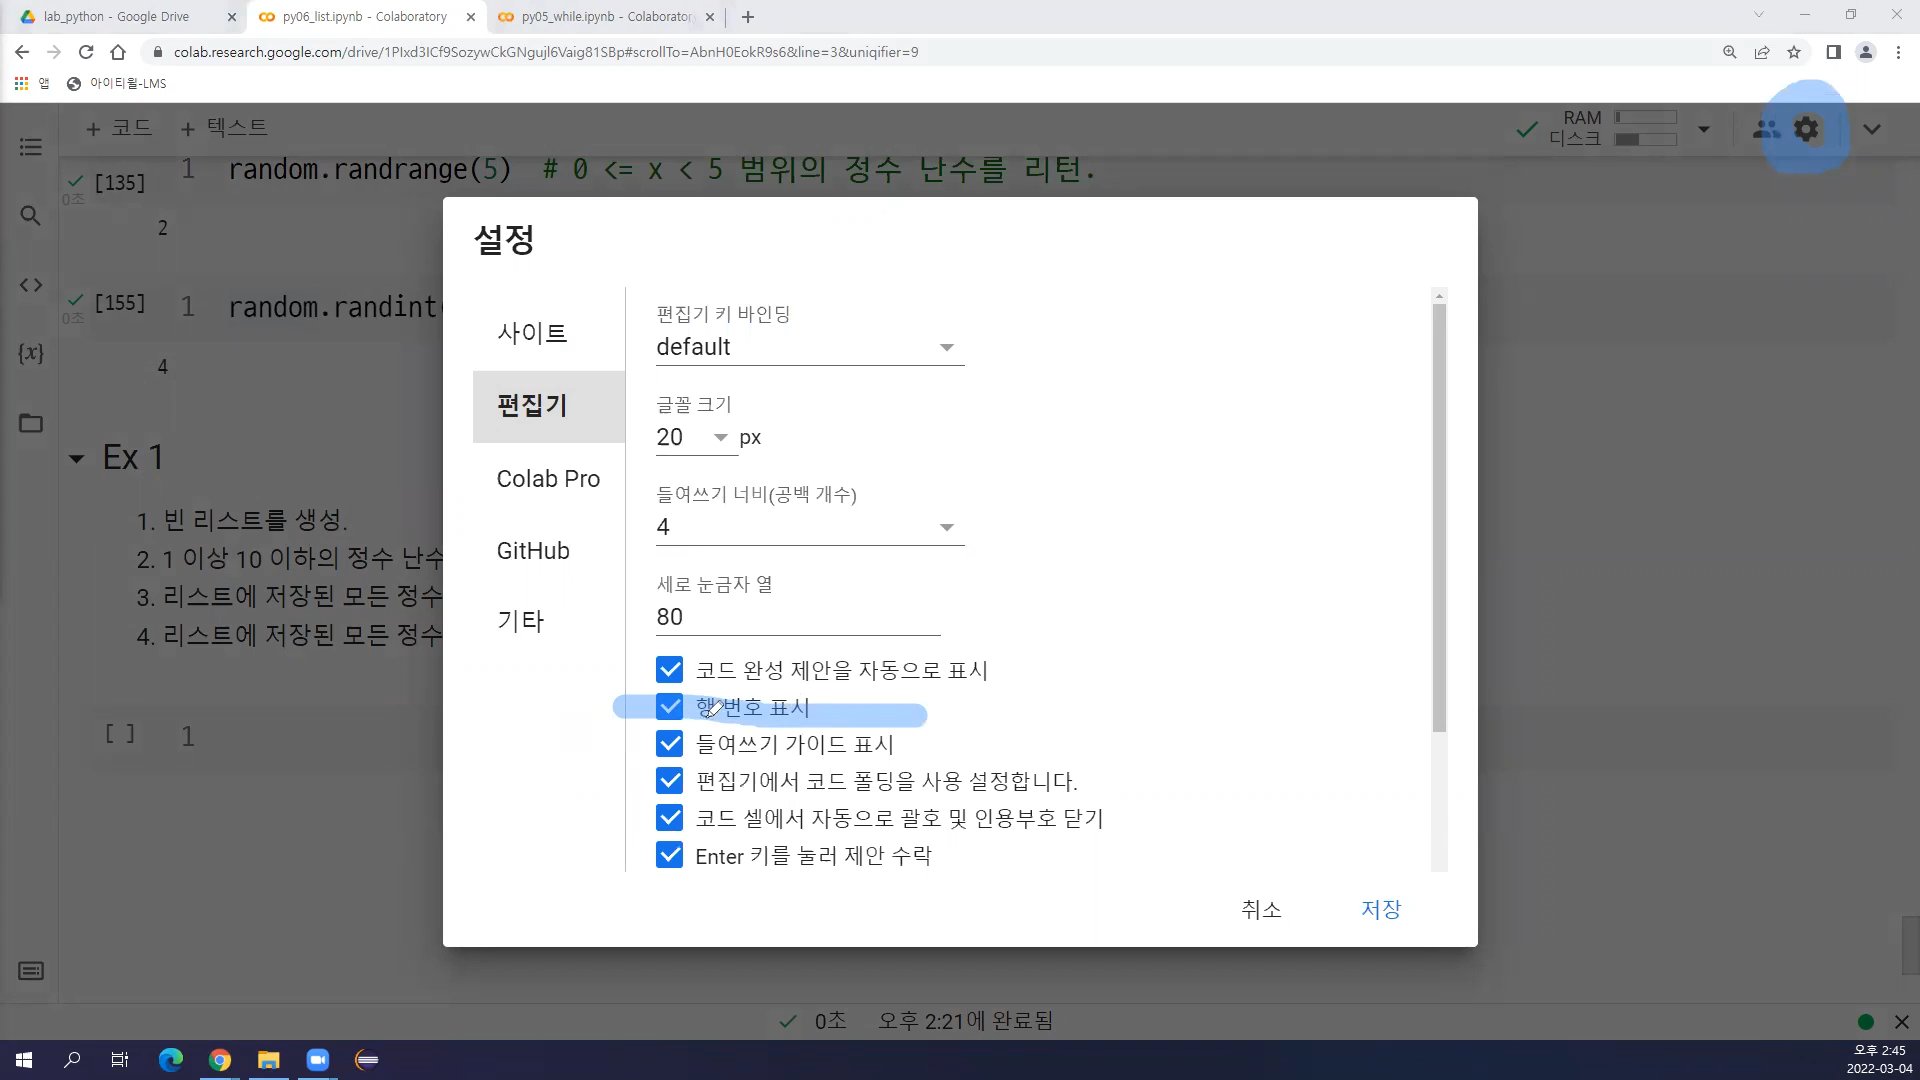 lab_python - Google Drive
py06_list.ipynb - Colaboratory
py05_while.ipynb - Colaborator
colab.research.google.com/drive/1PIxd3ICf9SozywCkGNgujl6Vaig81SBp#scrollTo=AbnH0EokR9s6&line=3&uniqifier=9
앱
아이티윌-LMS
+ 코드
+ 텍스트
RAM
디스크
[135]
0초
1 random.randrange(5) # 0 <= x < 5 범위의 정수 난수를 리턴.
2
[155]
0초
1 random.randint(
4
Ex 1
1. 빈 리스트를 생성.
2. 1 이상 10 이하의 정수 난수
3. 리스트에 저장된 모든 정수
4. 리스트에 저장된 모든 정수
[ ] 1
설정
사이트
편집기
Colab Pro
GitHub
기타
편집기 키 바인딩
default
글꼴 크기
20 px
들여쓰기 너비(공백 개수)
4
세로 눈금자 열
80
코드 완성 제안을 자동으로 표시
행 번호 표시
들여쓰기 가이드 표시
편집기에서 코드 폴딩을 사용 설정합니다.
코드 셀에서 자동으로 괄호 및 인용부호 닫기
Enter 키를 눌러 제안 수락
취소
저장
0초 오후 2:21에 완료됨
오후 2:45
2022-03-04